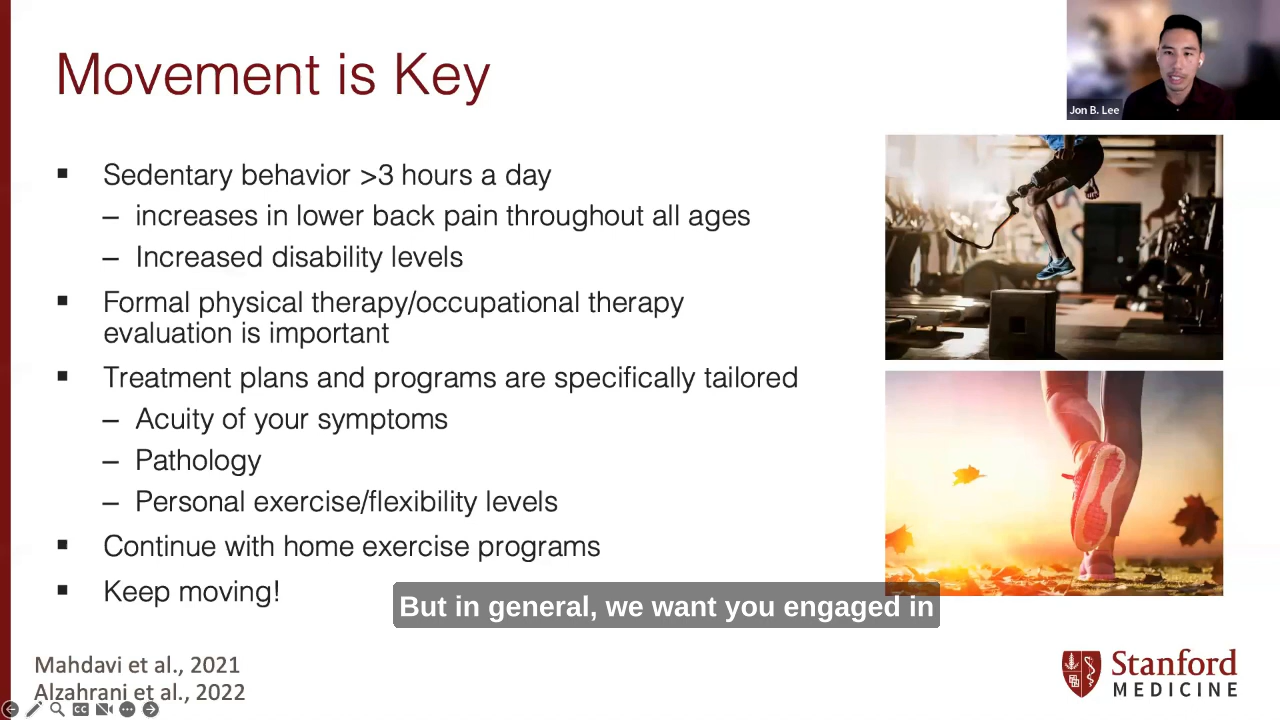 Movement is Key
Jon B. Lee
▪ Sedentary behavior >3 hours a day
– increases in lower back pain throughout all ages
– Increased disability levels
▪ Formal physical therapy/occupational therapy
evaluation is important
▪ Treatment plans and programs are specifically tailored
– Acuity of your symptoms
– Pathology
– Personal exercise/flexibility levels
▪ Continue with home exercise programs
▪ Keep moving!
But in general, we want you engaged in
Mahdavi et al., 2021
Alzahrani et al., 2022
Stanford
MEDICINE
CC